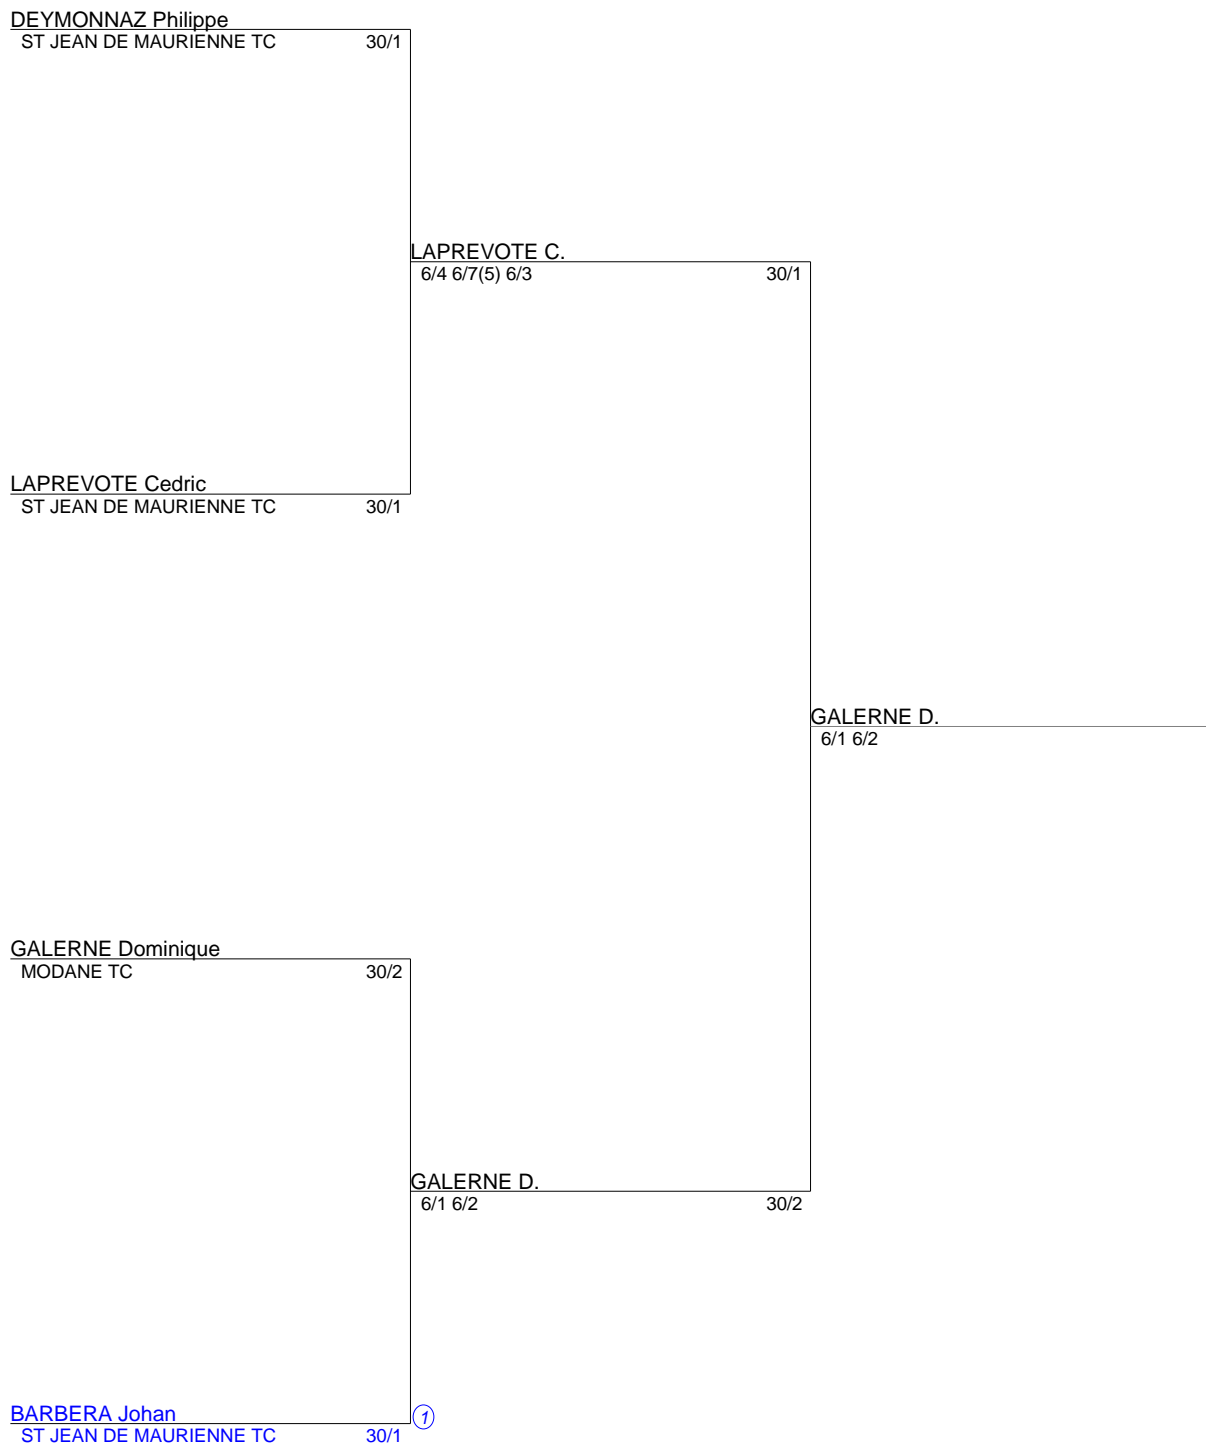 DEYMONNAZ Philippe
ST JEAN DE MAURIENNE TC 30/1
LAPREVOTE C.
6/4 6/7(5) 6/3 30/1
LAPREVOTE Cedric
ST JEAN DE MAURIENNE TC 30/1
GALERNE D.
6/1 6/2
GALERNE Dominique
MODANE TC 30/2
GALERNE D.
6/1 6/2 30/2
BARBERA Johan 1
ST JEAN DE MAURIENNE TC 30/1